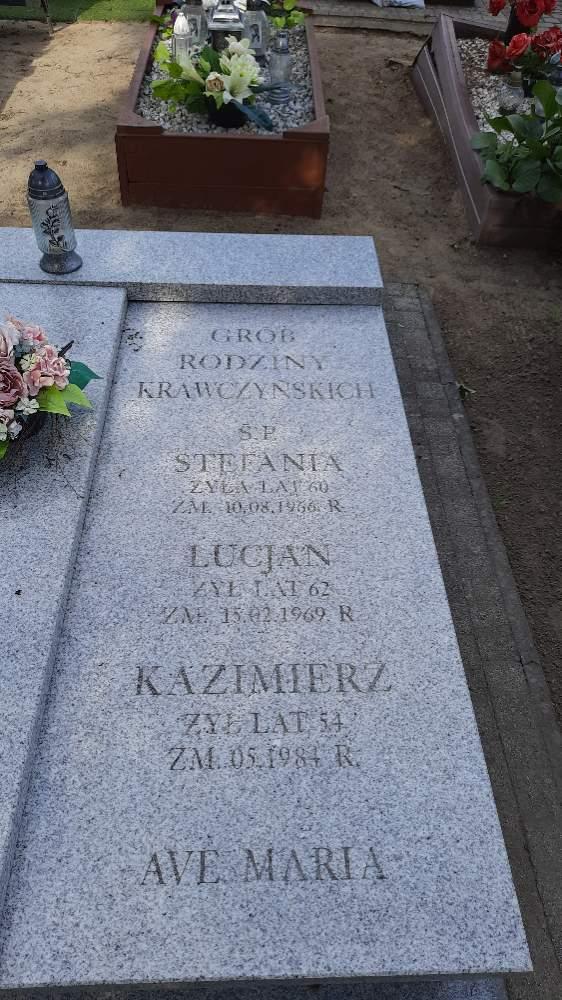 GRÓB
RODZINY
KRAWCZYŃSKICH
Ś.P.
STEFANIA
ŻYŁA LAT 60
ZM. 10.08.1966 R.
LUCJAN
ŻYŁ LAT 62
ZM. 15.02.1969 R.
KAZIMIERZ
ŻYŁ LAT 54
ZM. 05.1984 R.
AVE MARIA